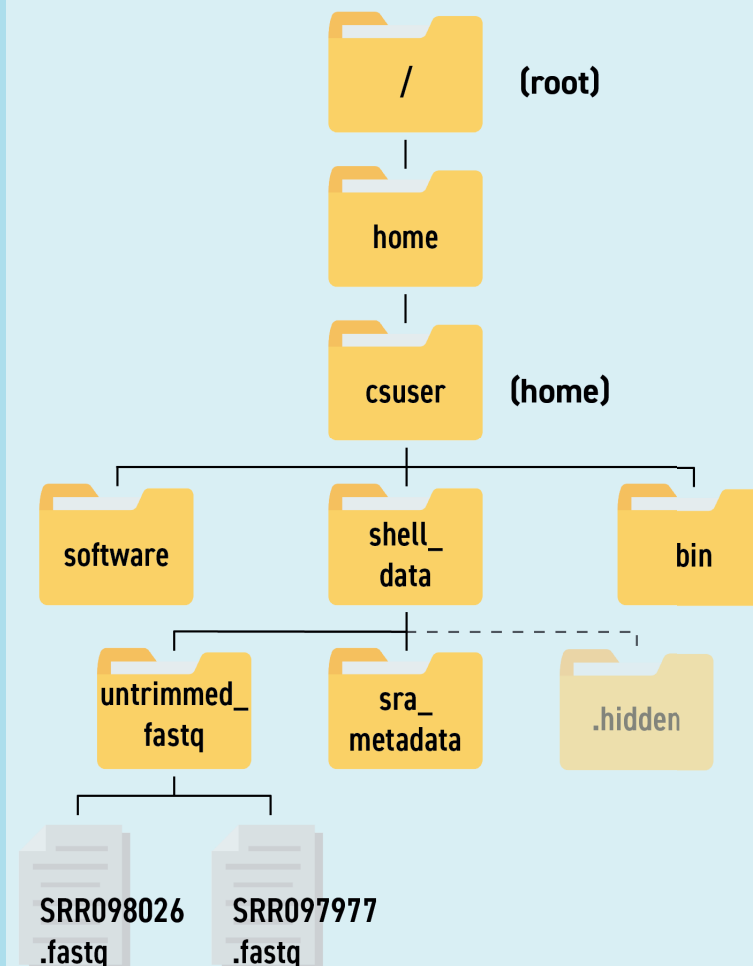 /
(root)
home
csuser
(home)
software
shell_
data
bin
untrimmed_
fastq
sra_
metadata
.hidden
SRR098026
.fastq
SRR097977
.fastq